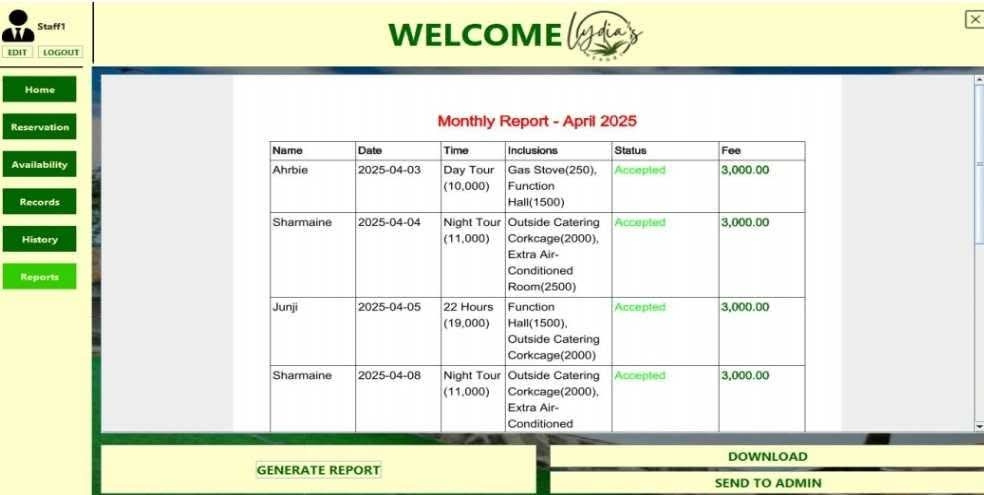 Staff1
EDIT LOGOUT
WELCOME Lydia's
RESORT
Home
Reservation
Availability
Records
History
Reports
Monthly Report - April 2025
Name Date Time Inclusions Status Fee
Ahrbie 2025-04-03 Day Tour Gas Stove(250), Accepted 3,000.00
(10,000) Function
Hall(1500)
Sharmaine 2025-04-04 Night Tour Outside Catering Accepted 3,000.00
(11,000) Corkcage(2000),
Extra Air-
Conditioned
Room(2500)
Junji 2025-04-05 22 Hours Function Accepted 3,000.00
(19,000) Hall(1500),
Outside Catering
Corkcage(2000)
Sharmaine 2025-04-08 Night Tour Outside Catering Accepted 3,000.00
(11,000) Corkcage(2000),
Extra Air-
Conditioned
GENERATE REPORT
DOWNLOAD
SEND TO ADMIN